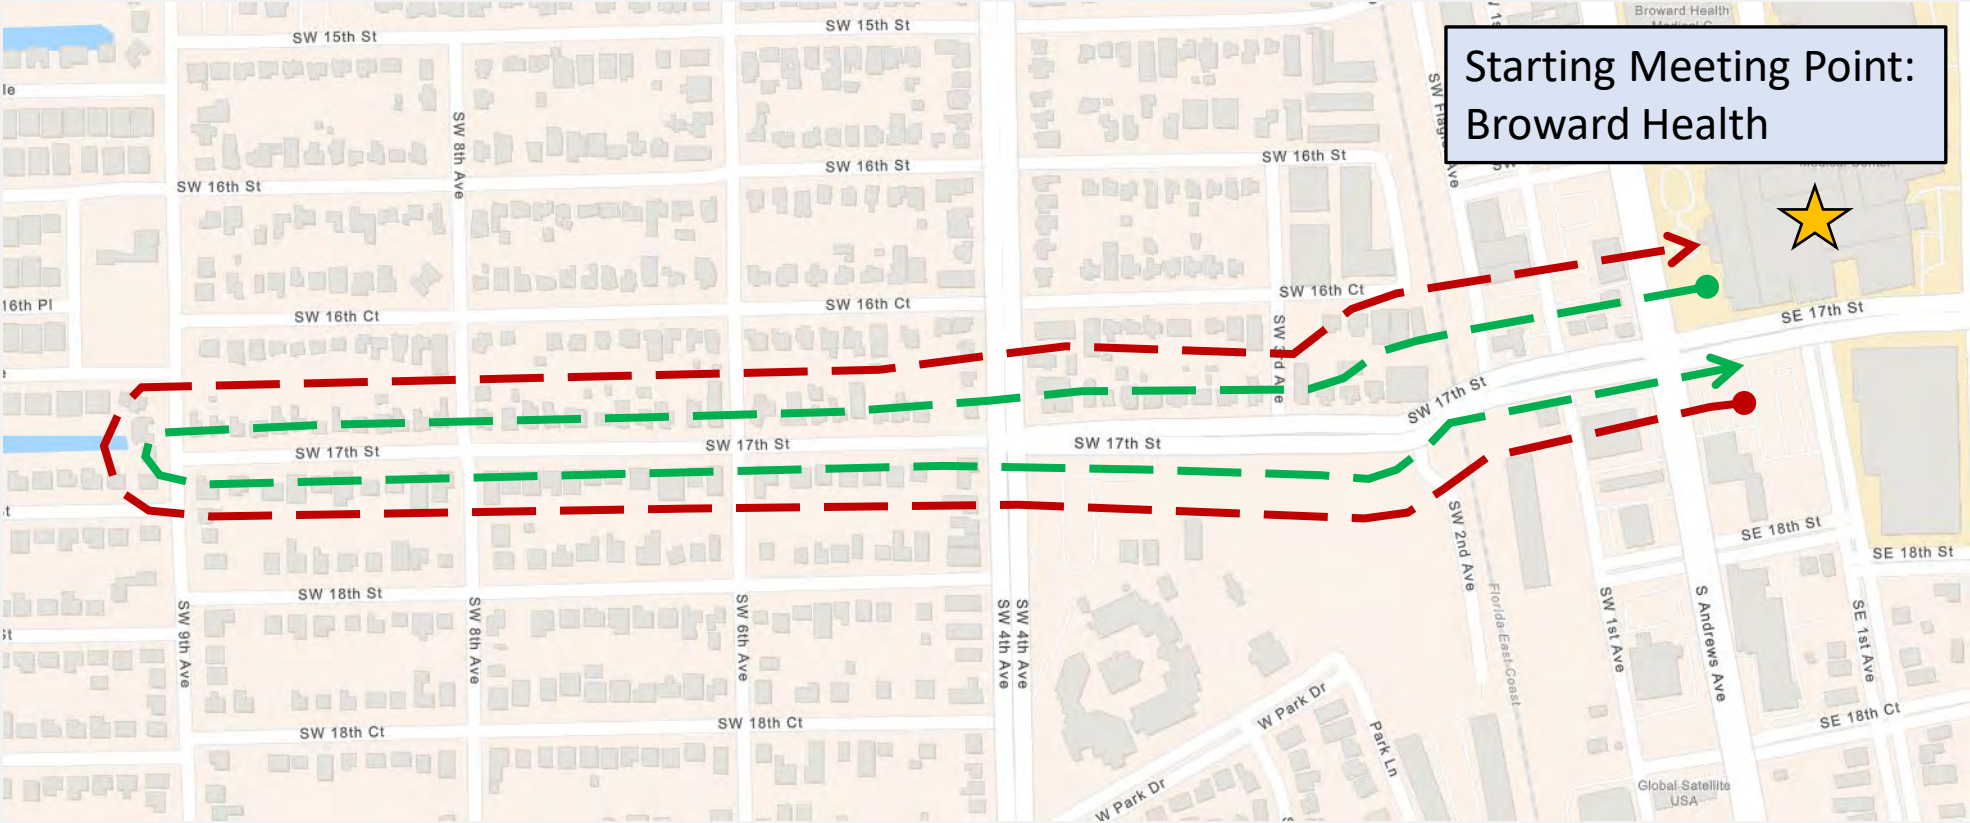 Starting Meeting Point:
Broward Health
Broward Health
SW 15th St
SW 15th St
SW 8th Ave
SW 16th St
SW 16th St
SW 16th St
16th Pl
SW 16th Ct
SW 16th Ct
SW 16th Ct
SE 17th St
SW 3rd Ave
SW 17th St
SW 17th St
SW 17th St
SW 17th St
SW 2nd Ave
SE 18th St
SE 18th St
SW 18th St
SW 9th Ave
SW 8th Ave
SW 6th Ave
SW 4th Ave
SW 4th Ave
Florida East Coast
SW 1st Ave
S Andrews Ave
SE 1st Ave
W Park Dr
SW 18th Ct
SW 18th Ct
SE 18th Ct
Park Ln
W Park Dr
Global Satellite
USA